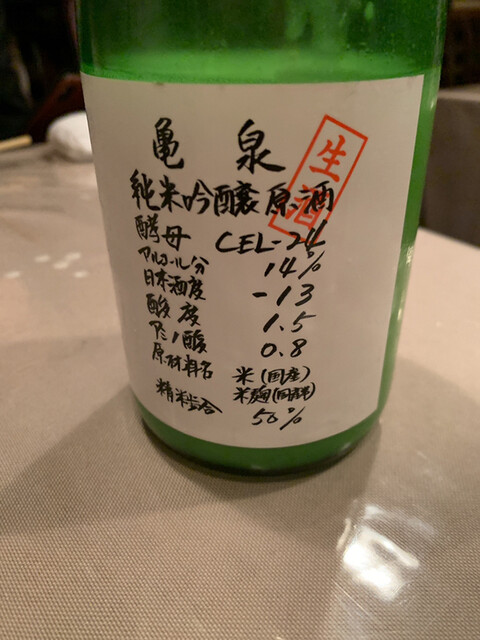 亀泉
生酒
純米吟醸原酒
酵母 CEL-24
アルコール分 14%
日本酒度 -13
酸度 1.5
アミノ酸 0.8
原材料名 米(国産)
米麹(国産米)
精米歩合 50%